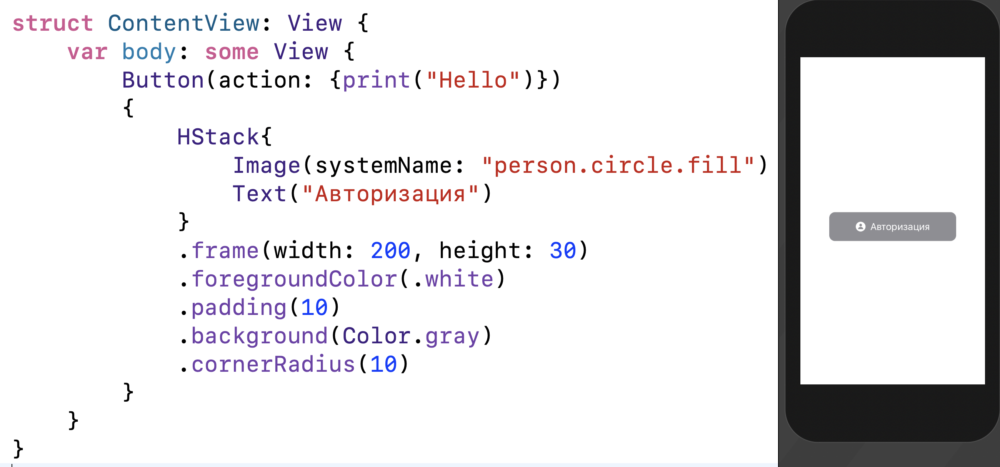 struct ContentView: View {
    var body: some View {
        Button(action: {print("Hello")})
        {
            HStack{
                Image(systemName: "person.circle.fill")
                Text("Авторизация")
            }
            .frame(width: 200, height: 30)
            .foregroundColor(.white)
            .padding(10)
            .background(Color.gray)
            .cornerRadius(10)
        }
    }
}
Авторизация